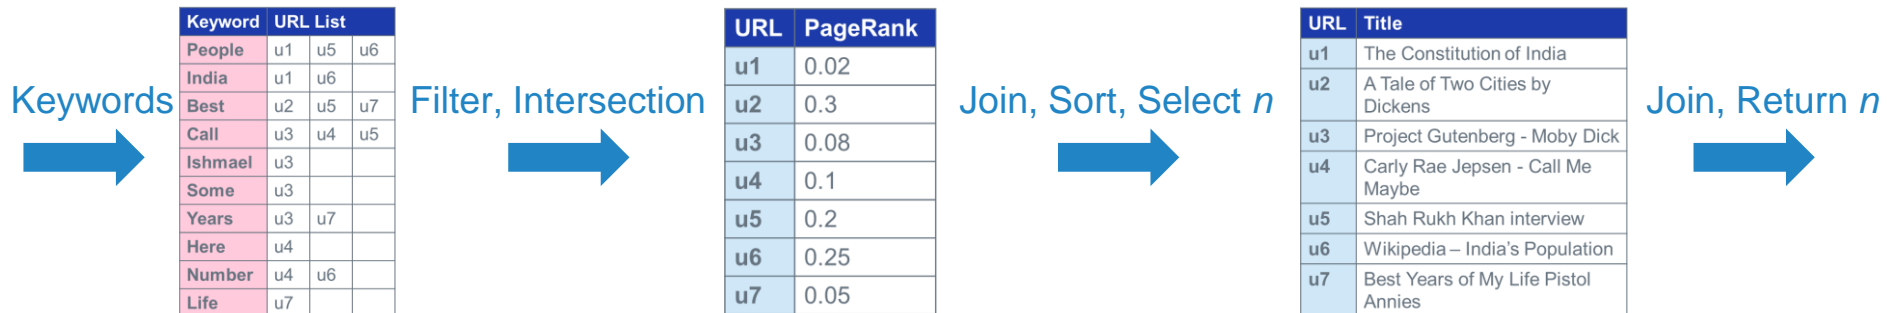 Keywords
Keyword URL List
People u1 u5 u6
India u1 u6
Best u2 u5 u7
Call u3 u4 u5
Ishmael u3
Some u3
Years u3 u7
Here u4
Number u4 u6
Life u7
Filter, Intersection
URL PageRank
u1 0.02
u2 0.3
u3 0.08
u4 0.1
u5 0.2
u6 0.25
u7 0.05
Join, Sort, Select n
URL Title
u1 The Constitution of India
u2 A Tale of Two Cities by
Dickens
u3 Project Gutenberg - Moby Dick
u4 Carly Rae Jepsen - Call Me
Maybe
u5 Shah Rukh Khan interview
u6 Wikipedia – India's Population
u7 Best Years of My Life Pistol
Annies
Join, Return n